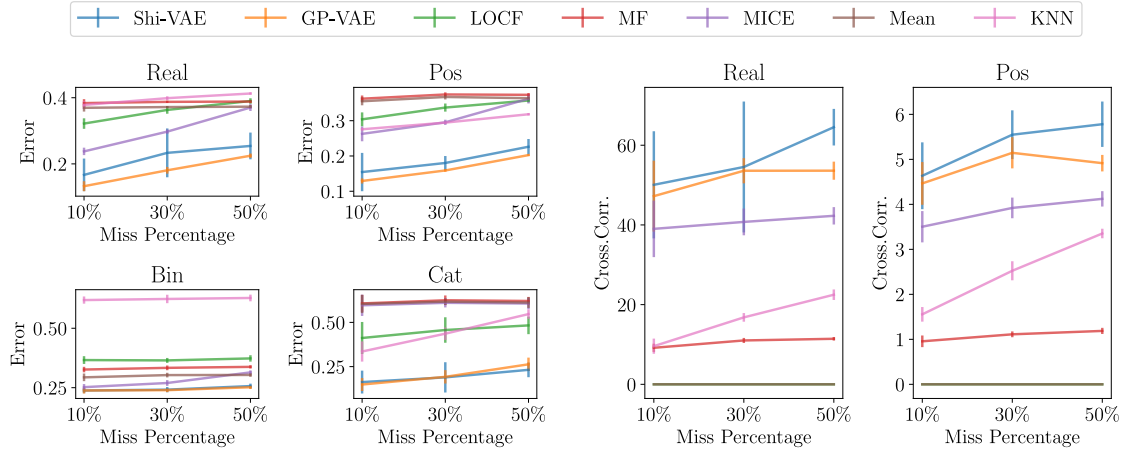 Shi-VAE GP-VAE LOCF MF MICE Mean KNN
Real
Error
0.4
0.2
10% 30% 50%
Miss Percentage
Pos
Error
0.3
0.2
0.1
10% 30% 50%
Miss Percentage
Bin
Error
0.50
0.25
10% 30% 50%
Miss Percentage
Cat
Error
0.50
0.25
10% 30% 50%
Miss Percentage
Real
Cross.Corr.
60
40
20
0
10% 30% 50%
Miss Percentage
Pos
Cross.Corr.
6
5
4
3
2
1
0
10% 30% 50%
Miss Percentage